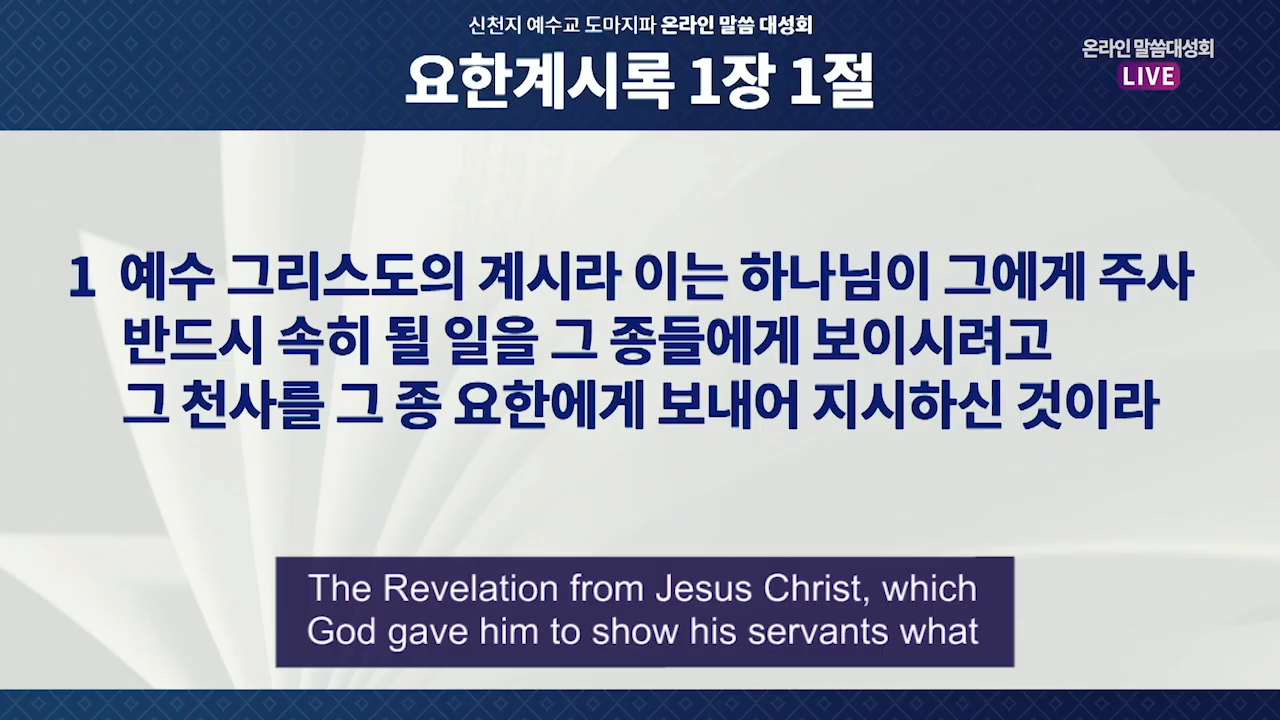 신천지 예수교 도마지파 온라인 말씀 대성회
요한계시록 1장 1절
온라인 말씀대성회
LIVE
1 예수 그리스도의 계시라 이는 하나님이 그에게 주사
반드시 속히 될 일을 그 종들에게 보이시려고
그 천사를 그 종 요한에게 보내어 지시하신 것이라
The Revelation from Jesus Christ, which
God gave him to show his servants what